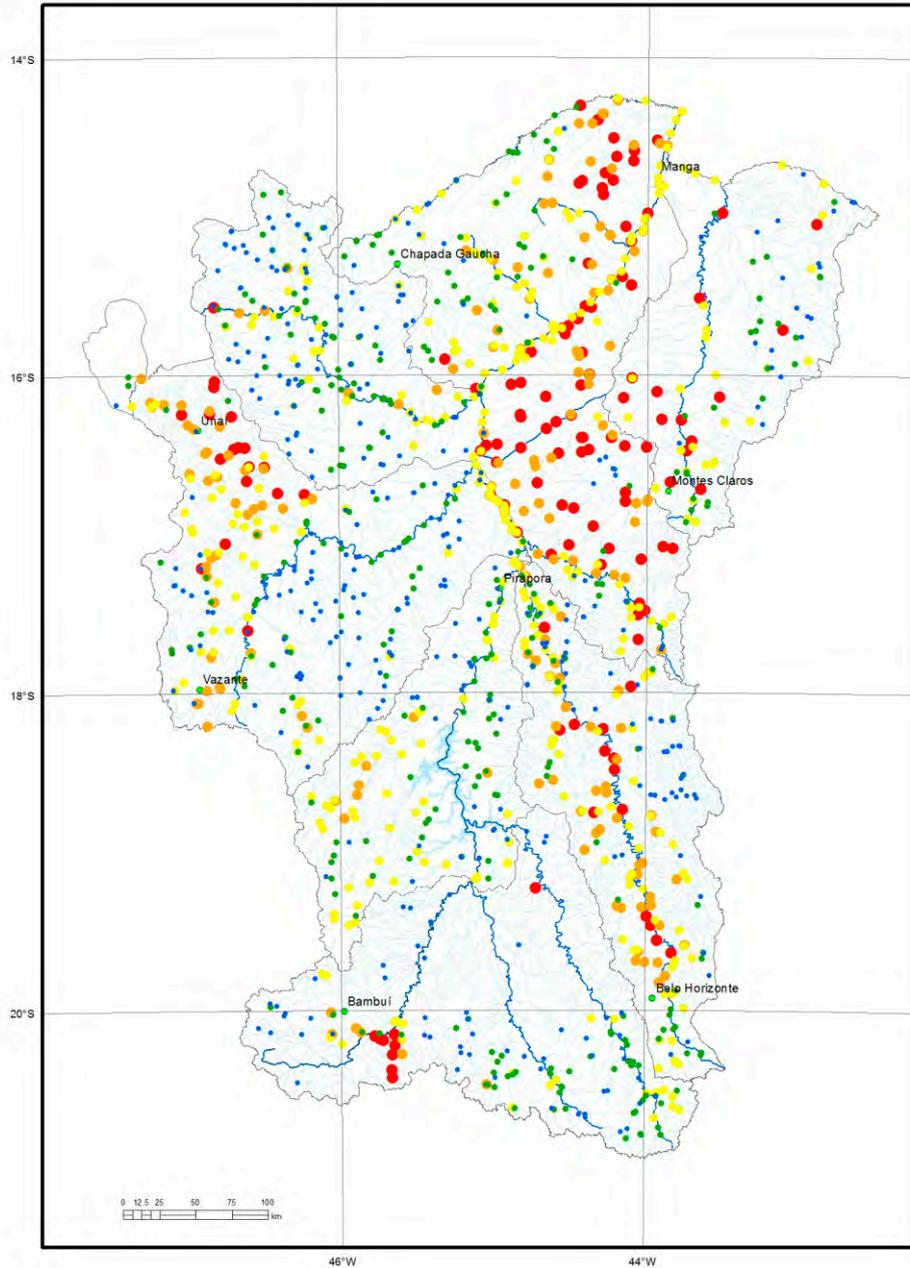 14°S
Manga
Chapada Gaucha
16°S
Unaí
Montes Claros
Pirapora
Vazante
18°S
Belo Horizonte
Bambuí
20°S
0 12.5 25 50 75 100
km
46°W 44°W